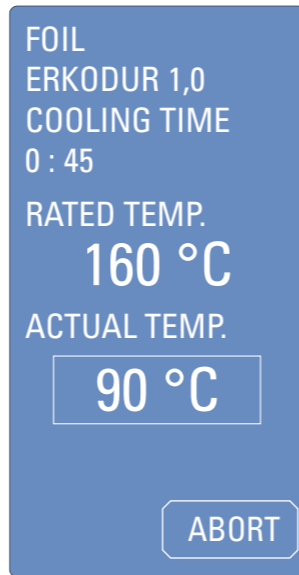 FOIL
ERKODUR 1,0
COOLING TIME
0 : 45
RATED TEMP.
160 °C
ACTUAL TEMP.
90 °C
ABORT